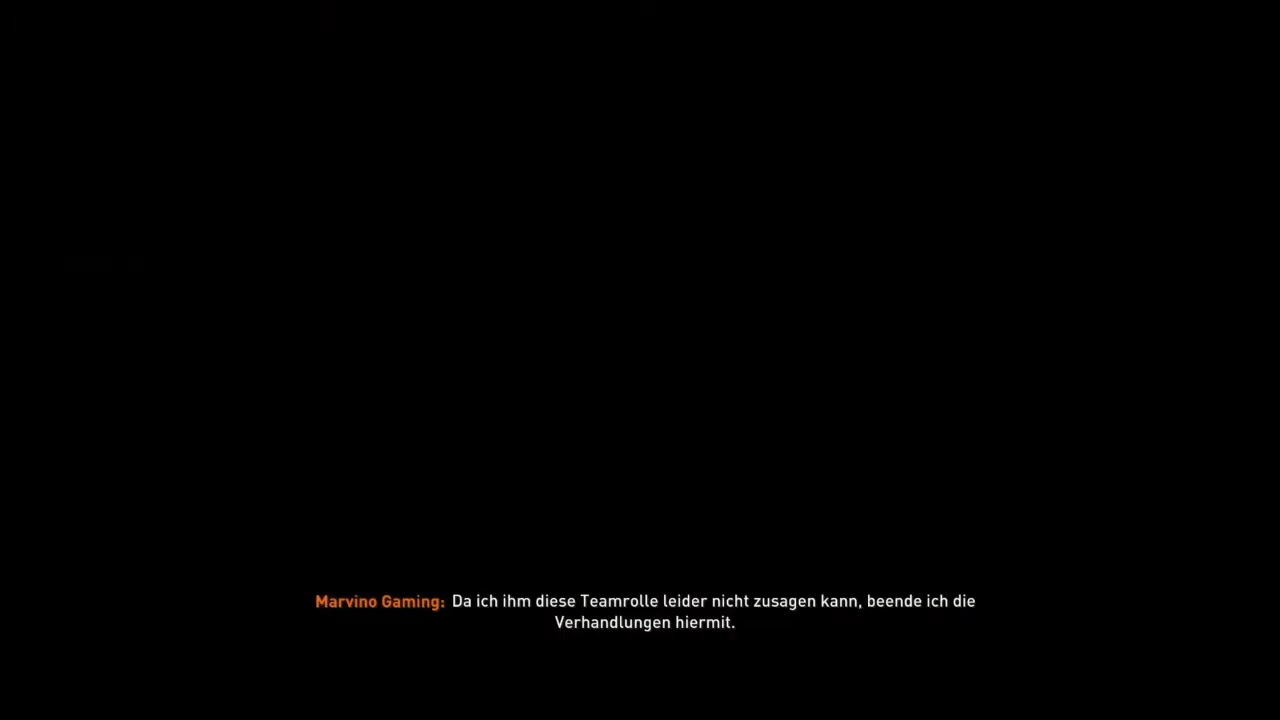 Marvino Gaming: Da ich ihm diese Teamrolle leider nicht zusagen kann, beende ich die
Verhandlungen hiermit.